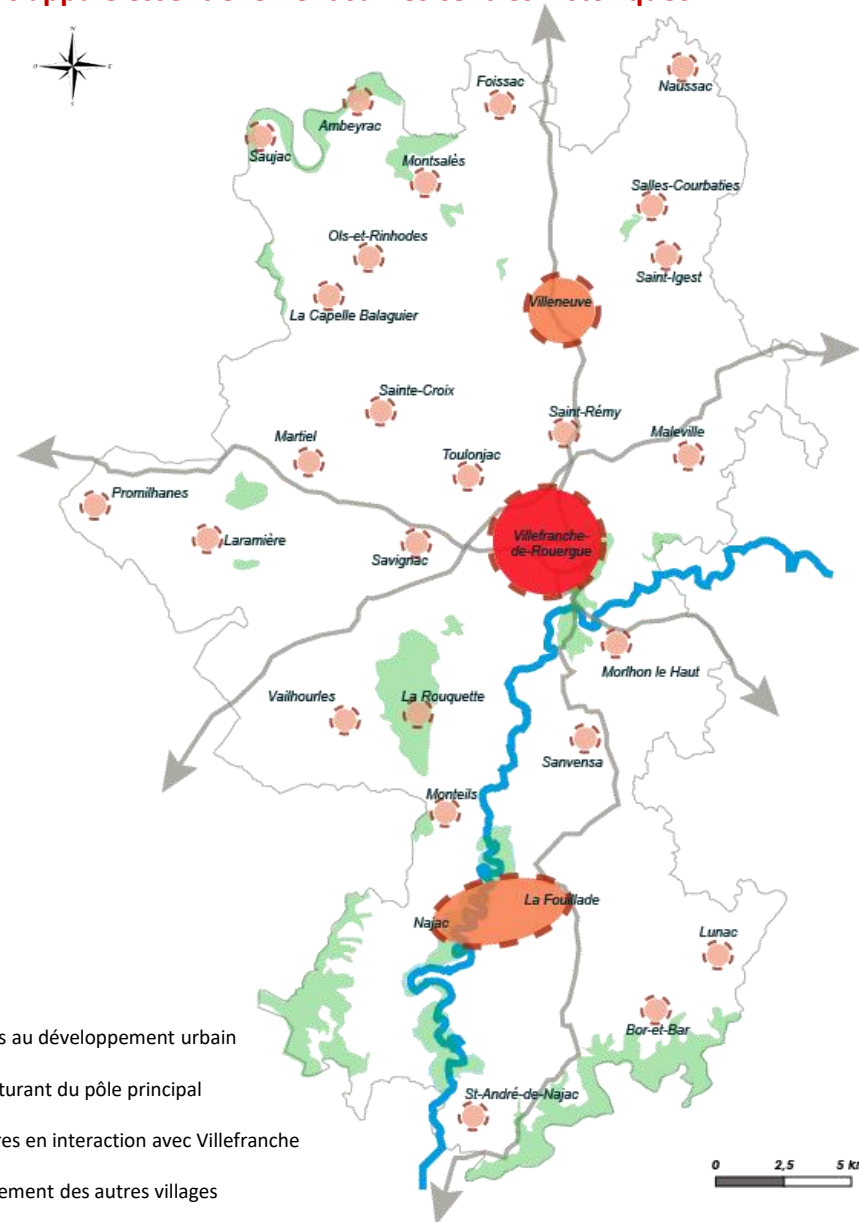 N
O E
S
Foissac
Naussac
Ambeyrac
Saujac
Montsalès
Salles-Courbaties
Ols-et-Rinhodes
Saint-Igest
Villeneuve
La Capelle Balaguier
Sainte-Croix
Saint-Rémy
Maleville
Martiel
Toulonjac
Promilhanes
Villefranche-
de-Rouergue
Laramière
Savignac
Morlhon le Haut
Vailhourles
La Rouquette
Sanvensa
Monteils
La Fouillade
Najac
Lunac
Bor-et-Bar
s au développement urbain
turant du pôle principal
St-André-de-Najac
res en interaction avec Villefranche
0 2,5 5 k
ement des autres villages